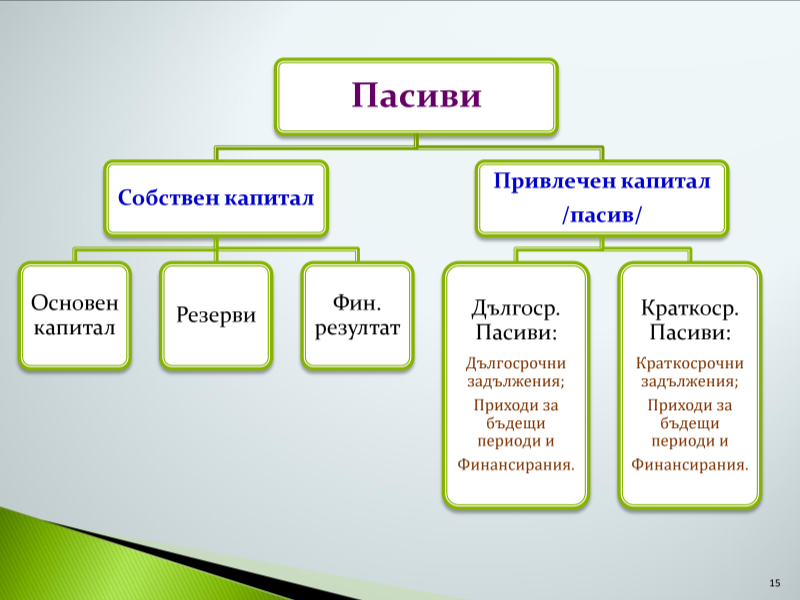 Пасиви
Собствен капитал
Привлечен капитал
/пасив/
Основен
капитал
Резерви
Фин.
резултат
Дългоср.
Пасиви:
Дългосрочни
задължения;
Приходи за
бъдещи
периоди и
Финансирания.
Краткоср.
Пасиви:
Краткосрочни
задължения;
Приходи за
бъдещи
периоди и
Финансирания.
15